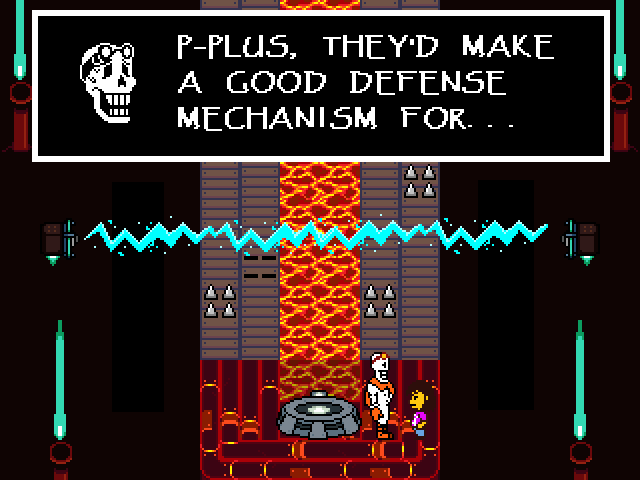 P-PLUS, THEY'D MAKE
A GOOD DEFENSE
MECHANISM FOR...